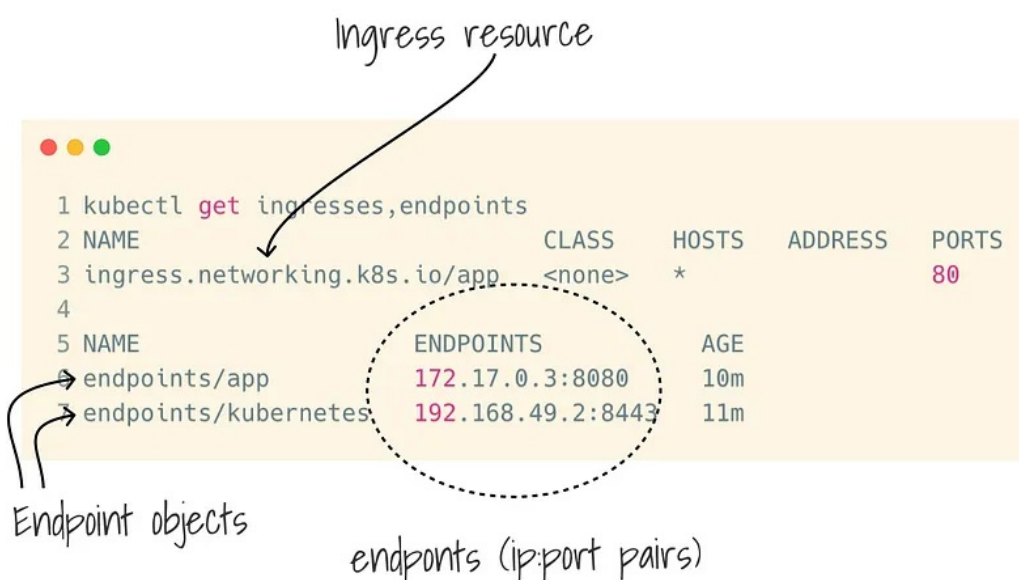 Ingress resource
1 kubectl get ingresses,endpoints
2 NAME CLASS HOSTS ADDRESS PORTS
3 ingress.networking.k8s.io/app <none> * 80
4
5 NAME ENDPOINTS AGE
6 endpoints/app 172.17.0.3:8080 10m
7 endpoints/kubernetes 192.168.49.2:8443 11m
Endpoint objects
endponts (ip:port pairs)